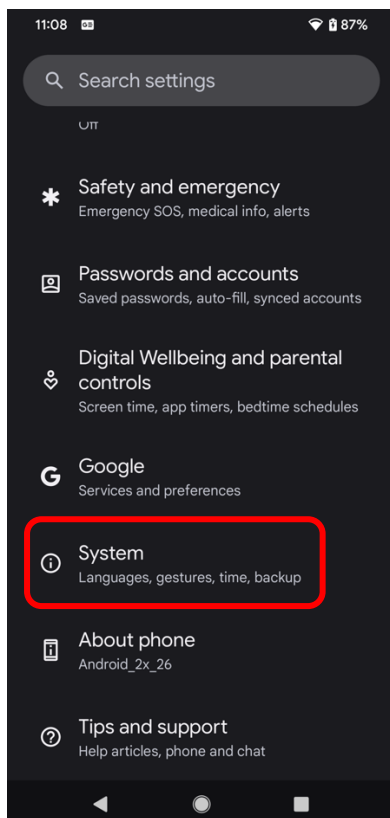 11:08 GB 87%
Search settings
Off
Safety and emergency
Emergency SOS, medical info, alerts
Passwords and accounts
Saved passwords, auto-fill, synced accounts
Digital Wellbeing and parental
controls
Screen time, app timers, bedtime schedules
Google
Services and preferences
System
Languages, gestures, time, backup
About phone
Android_2x_26
Tips and support
Help articles, phone and chat